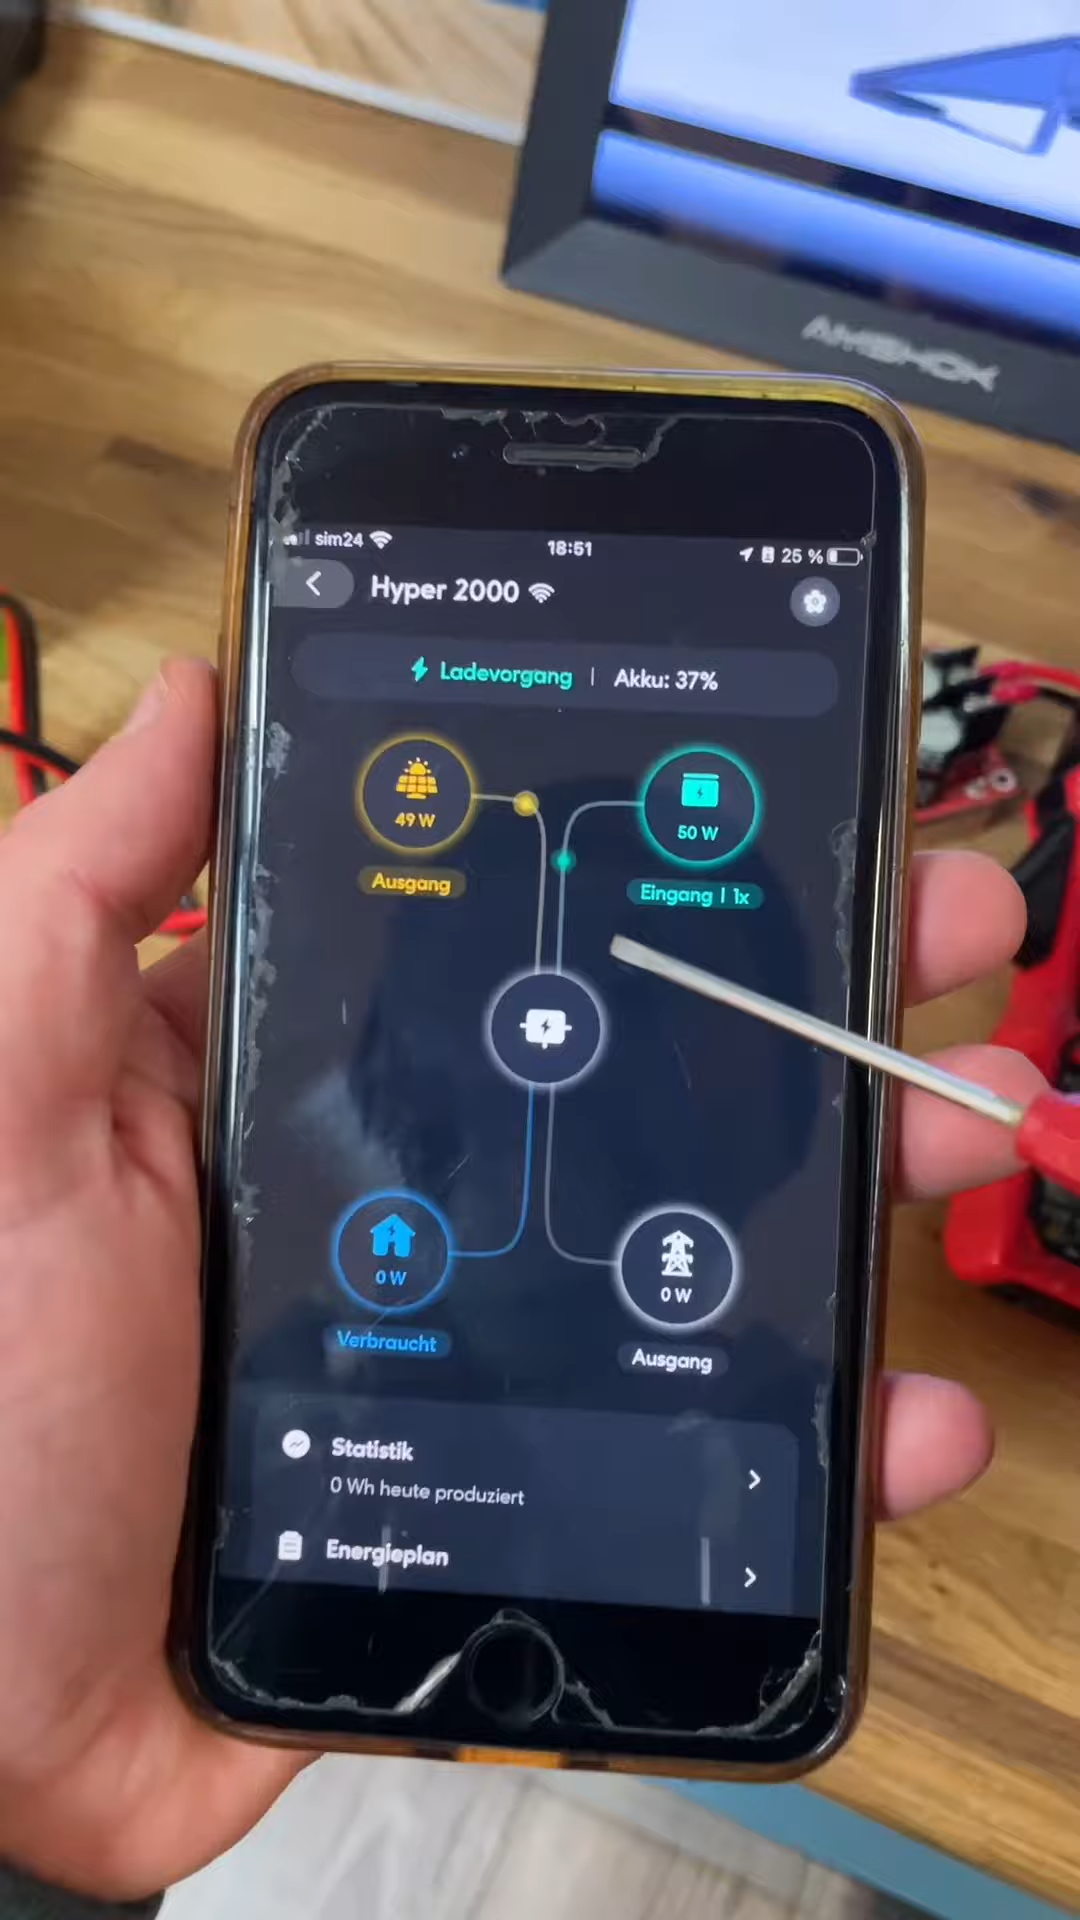 AMEHOX
sim24
18:51
25 %
Hyper 2000
Ladevorgang | Akku: 37%
49 W
50 W
Ausgang
Eingang | 1x
0 W
0 W
Verbraucht
Ausgang
Statistik
0 Wh heute produziert
Energieplan